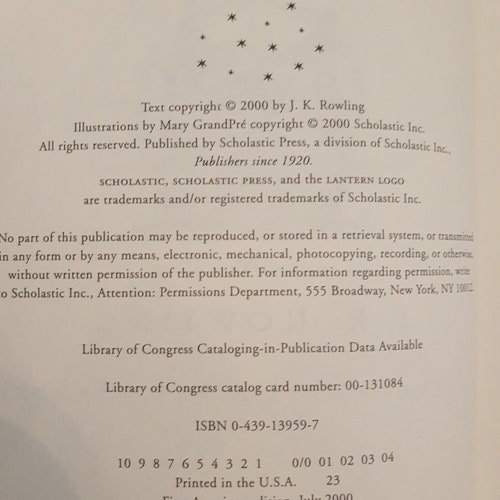 Text copyright © 2000 by J. K. Rowling
Illustrations by Mary GrandPré copyright © 2000 Scholastic Inc.
All rights reserved. Published by Scholastic Press, a division of Scholastic Inc.,
Publishers since 1920.
SCHOLASTIC, SCHOLASTIC PRESS, and the LANTERN LOGO
are trademarks and/or registered trademarks of Scholastic Inc.
No part of this publication may be reproduced, or stored in a retrieval system, or transmitted
in any form or by any means, electronic, mechanical, photocopying, recording, or otherwise,
without written permission of the publisher. For information regarding permission, write
to Scholastic Inc., Attention: Permissions Department, 555 Broadway, New York, NY 10012
Library of Congress Cataloging-in-Publication Data Available
Library of Congress catalog card number: 00-131084
ISBN 0-439-13959-7
10 9 8 7 6 5 4 3 2 1 0/0 01 02 03 04
Printed in the U.S.A. 23
First American edition, July 2000